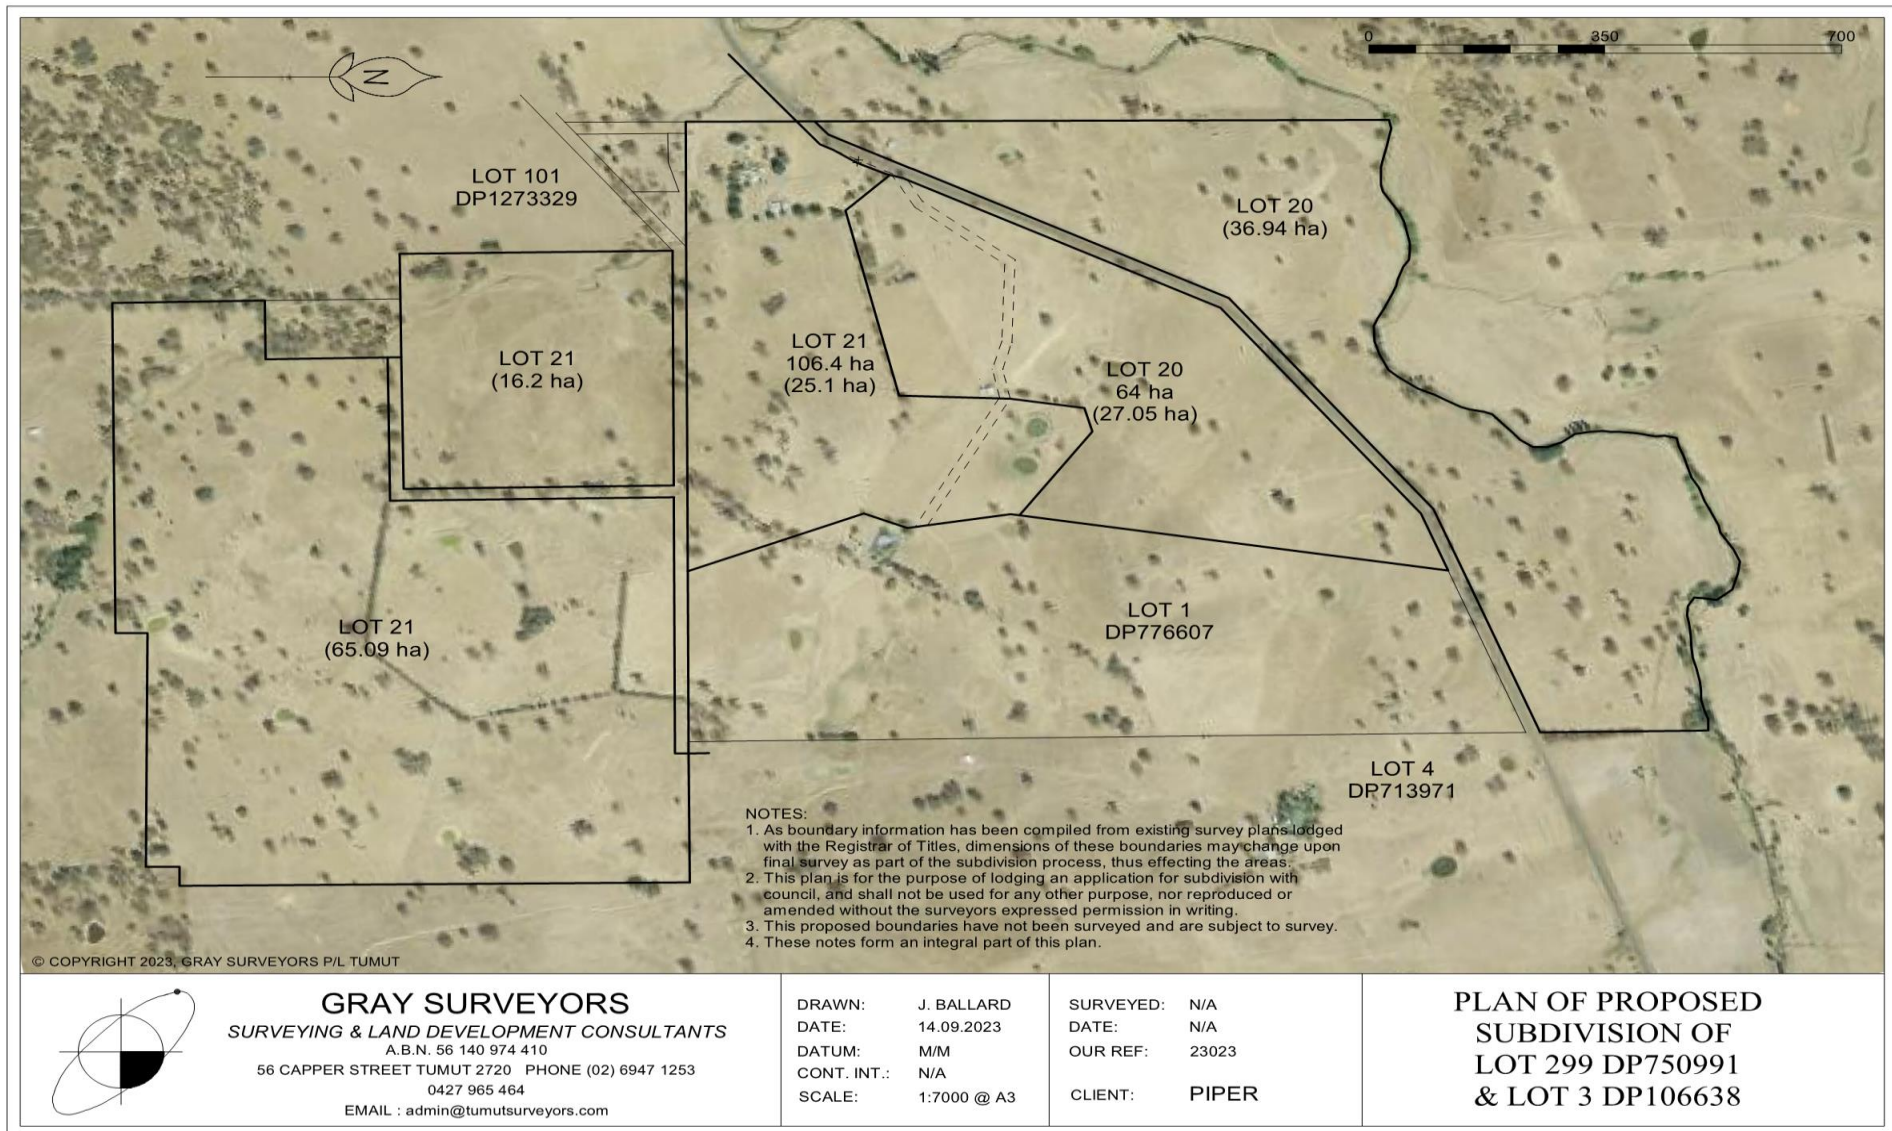 0 350 700
N
LOT 101
DP1273329
LOT 20
(36.94 ha)
LOT 21
(16.2 ha)
LOT 21
106.4 ha
(25.1 ha)
LOT 20
64 ha
(27.05 ha)
LOT 21
(65.09 ha)
LOT 1
DP776607
LOT 4
DP713971
NOTES:
1. As boundary information has been compiled from existing survey plans lodged
with the Registrar of Titles, dimensions of these boundaries may change upon
final survey as part of the subdivision process, thus effecting the areas.
2. This plan is for the purpose of lodging an application for subdivision with
council, and shall not be used for any other purpose, nor reproduced or
amended without the surveyors expressed permission in writing.
3. This proposed boundaries have not been surveyed and are subject to survey.
4. These notes form an integral part of this plan.
© COPYRIGHT 2023, GRAY SURVEYORS P/L TUMUT
GRAY SURVEYORS
SURVEYING & LAND DEVELOPMENT CONSULTANTS
A.B.N. 56 140 974 410
56 CAPPER STREET TUMUT 2720 PHONE (02) 6947 1253
0427 965 464
EMAIL : admin@tumutsurveyors.com
DRAWN: J. BALLARD
DATE: 14.09.2023
DATUM: M/M
CONT. INT.: N/A
SCALE: 1:7000 @ A3
SURVEYED: N/A
DATE: N/A
OUR REF: 23023
CLIENT: PIPER
PLAN OF PROPOSED
SUBDIVISION OF
LOT 299 DP750991
& LOT 3 DP106638